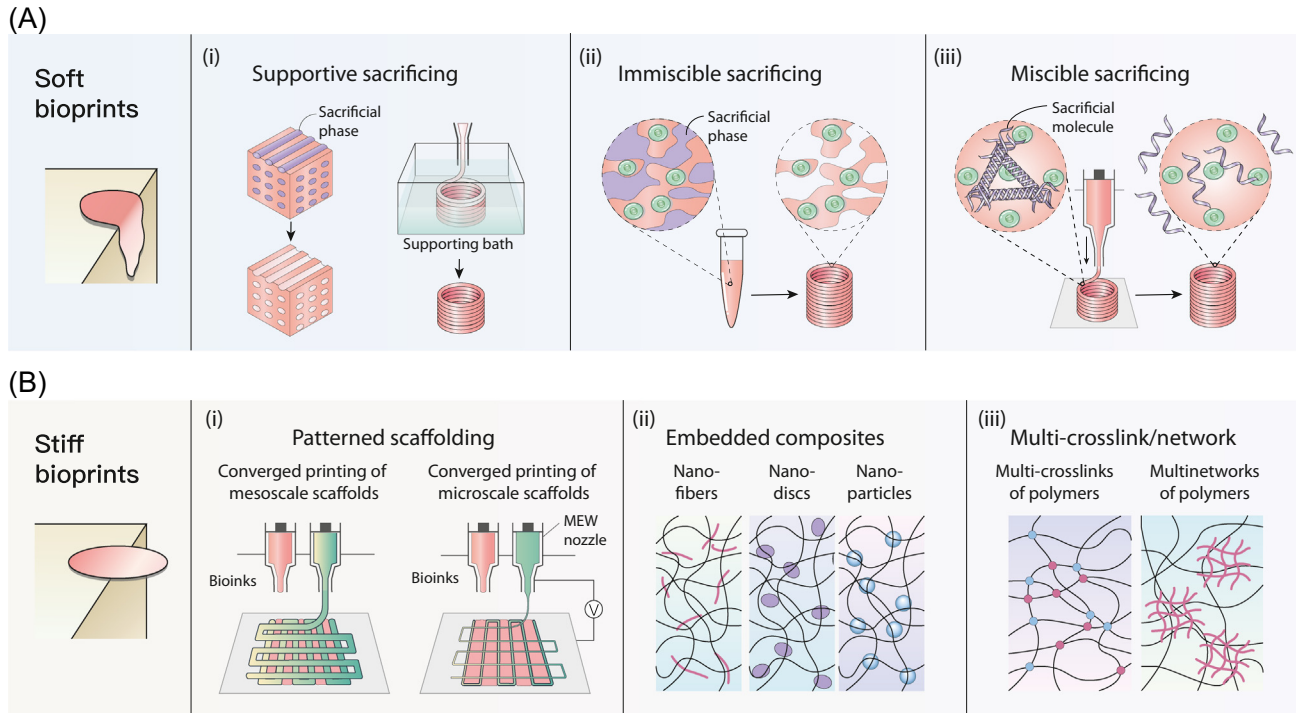 (A)
Soft
bioprints
(i)
Supportive sacrificing
Sacrificial
phase
Supporting bath
(ii)
Immiscible sacrificing
Sacrificial
phase
(iii)
Miscible sacrificing
Sacrificial
molecule
(B)
Stiff
bioprints
(i)
Patterned scaffolding
Converged printing of
mesoscale scaffolds
Bioinks
Converged printing of
microscale scaffolds
MEW
nozzle
Bioinks
V
(ii)
Embedded composites
Nano-
fibers
Nano-
discs
Nano-
particles
(iii)
Multi-crosslink/network
Multi-crosslinks
of polymers
Multinetworks
of polymers